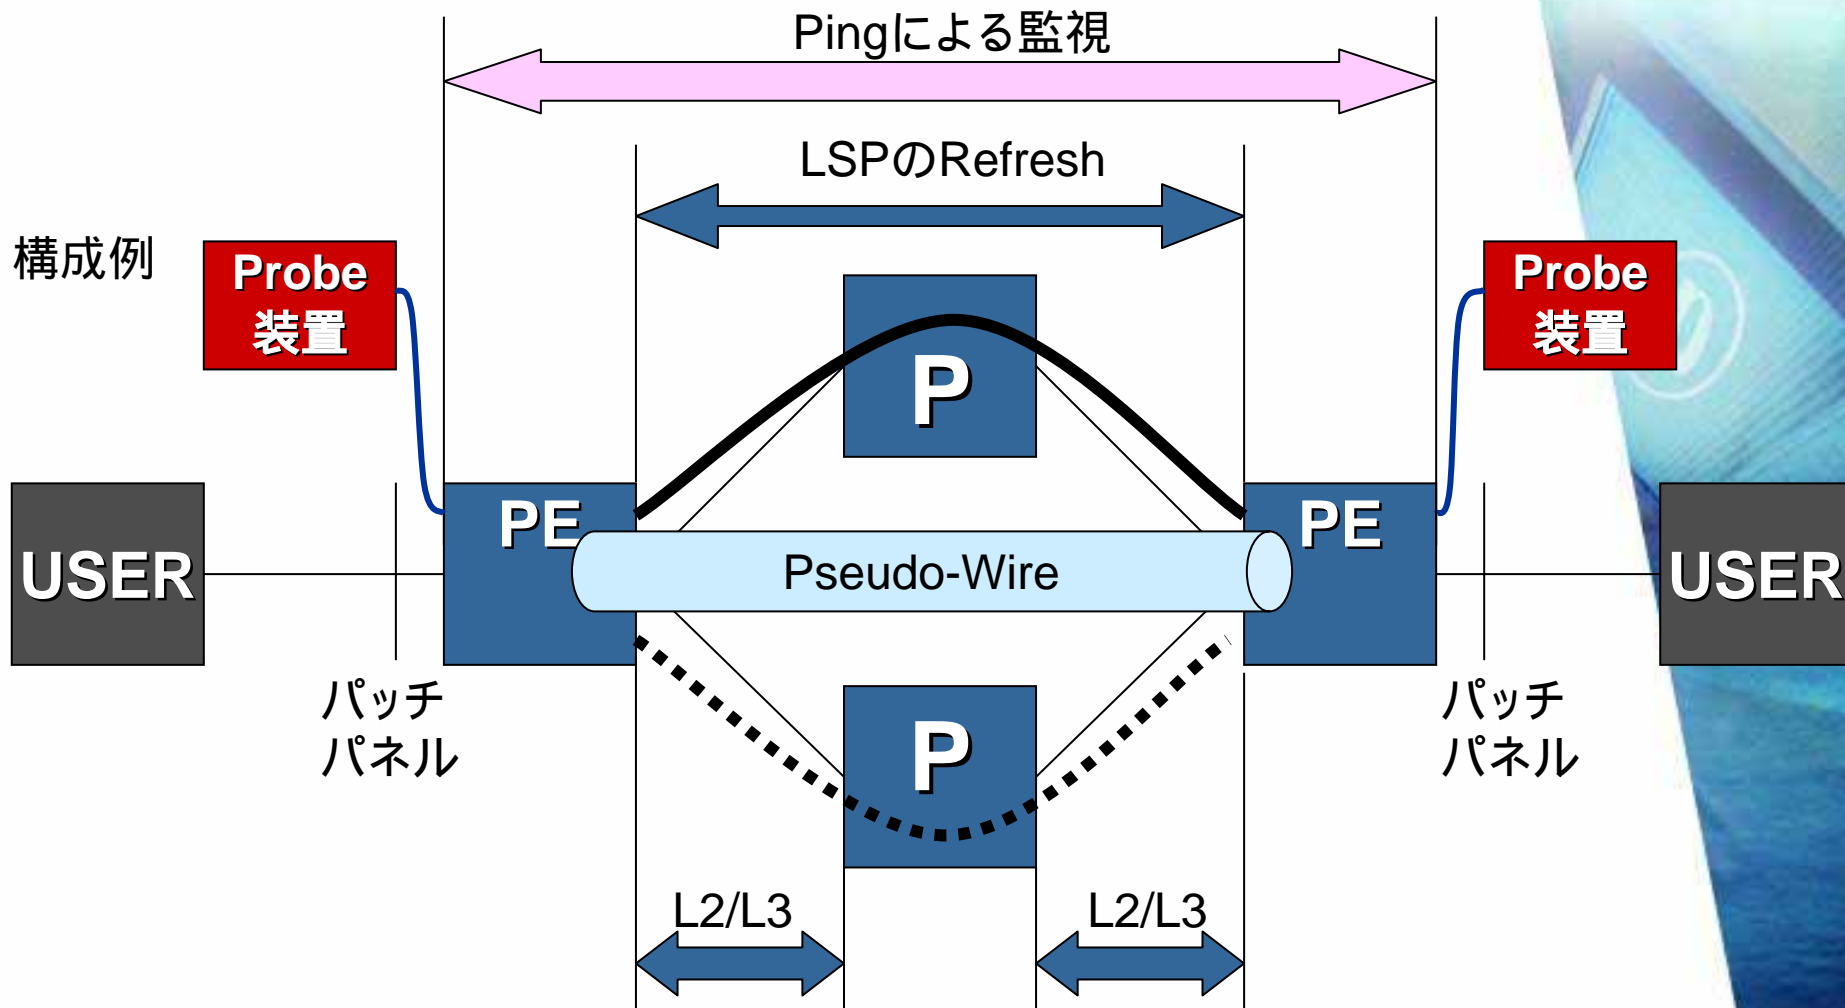 Pingによる監視
LSPのRefresh
構成例
Probe
装置
Probe
装置
P
PE
PE
USER
Pseudo-Wire
USER
パッチ
パネル
P
パッチ
パネル
L2/L3
L2/L3